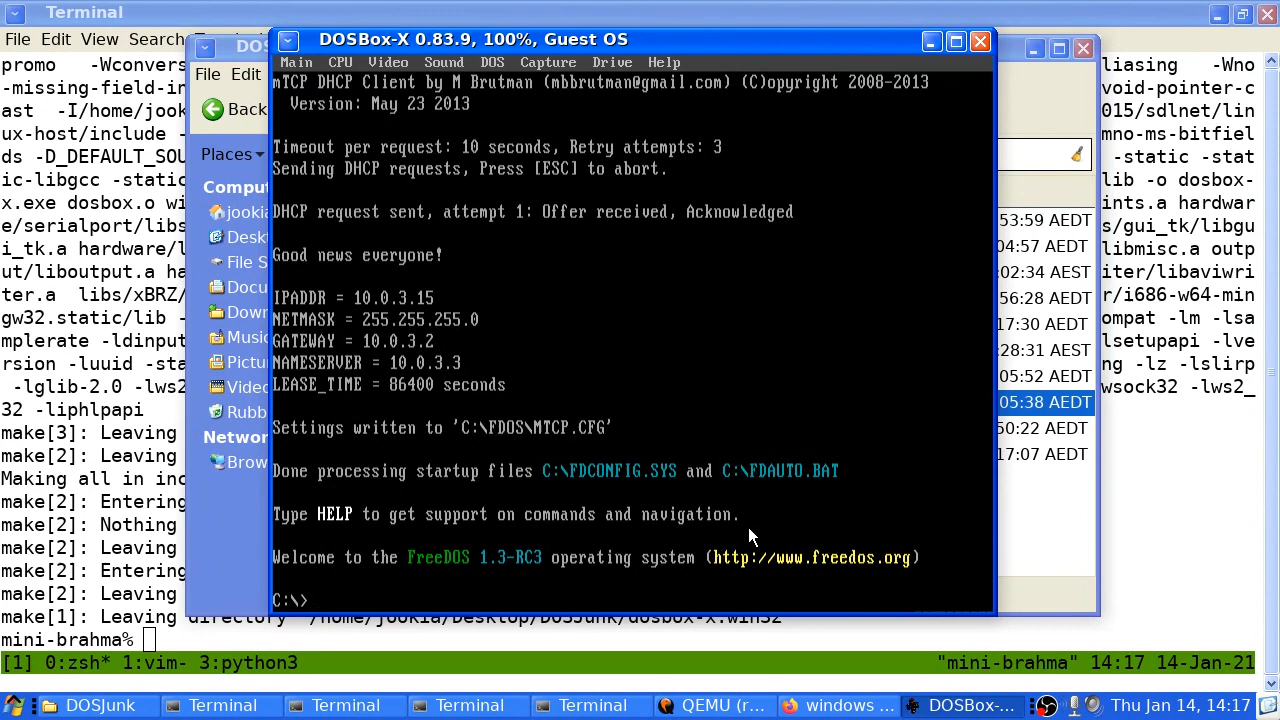 Terminal
File Edit View Search
promo -Wconvers
-missing-field-in
ast -I/home/jook
ux-host/include -
ds -D_DEFAULT_SOU
ic-libgcc -static
x.exe dosbox.o wi
e/serialport/libs
i_tk.a hardware/l
ut/liboutput.a ha
ter.a libs/xBRZ/
gw32.static/lib -
mplerate -ldinput
rsion -luuid -sta
-lglib-2.0 -lws2
32 -liphlpapi
make[3]: Leaving
Making all in inc
make[2]: Entering
make[2]: Nothing
make[2]: Leaving
make[2]: Entering
make[2]: Leaving
make[1]: Leaving directory '/home/jookia/Desktop/DOSJunk/dosbox-x.win32'
mini-brahma%
[1] 0:zsh* 1:vim- 3:python3
"mini-brahma" 14:17 14-Jan-21
DOS
File Edit
Back
Places
Comput
jookia
Deskt
File S
Docu
Down
Music
Pictu
Video
Rubb
Networ
Brow
DOSBox-X 0.83.9, 100%, Guest OS
Main CPU Video Sound DOS Capture Drive Help
mTCP DHCP Client by M Brutman (mbbrutman@gmail.com) (C)opyright 2008-2013
Version: May 23 2013
Timeout per request: 10 seconds, Retry attempts: 3
Sending DHCP requests, Press [ESC] to abort.
DHCP request sent, attempt 1: Offer received, Acknowledged
Good news everyone!
IPADDR = 10.0.3.15
NETMASK = 255.255.255.0
GATEWAY = 10.0.3.2
NAMESERVER = 10.0.3.3
LEASE_TIME = 86400 seconds
Settings written to 'C:\FDOS\MTCP.CFG'
Done processing startup files C:\FDCONFIG.SYS and C:\FDAUTO.BAT
Type HELP to get support on commands and navigation.
Welcome to the FreeDOS 1.3-RC3 operating system (http://www.freedos.org)
C:\>
53:59 AEDT
04:57 AEDT
02:34 AEST
56:28 AEDT
17:30 AEDT
28:31 AEDT
05:52 AEDT
05:38 AEDT
50:22 AEDT
17:07 AEDT
aliasing -Wno
void-pointer-c
015/sdlnet/lin
mno-ms-bitfiel
-static -stat
lib -o dosbox-
ints.a hardwar
s/gui_tk/libgu
libmisc.a outp
iter/libaviwri
r/i686-w64-min
ompat -lm -lsa
lsetupapi -lve
ng -lz -lslirp
wsock32 -lws2_
DOSJunk
Terminal
Terminal
Terminal
Terminal
QEMU (r...
windows ...
DOSBox-...
Thu Jan 14, 14:17